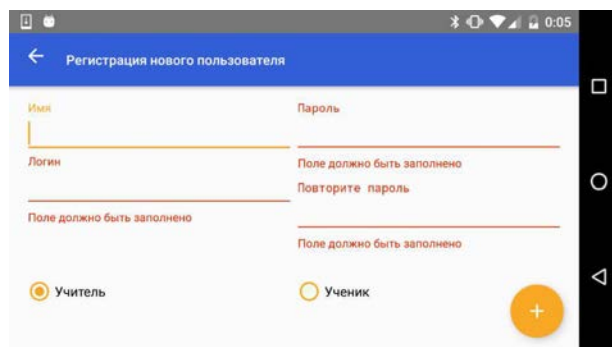 0:05
Регистрация нового пользователя
Имя
Логин
Поле должно быть заполнено
Пароль
Поле должно быть заполнено
Повторите пароль
Поле должно быть заполнено
Учитель
Ученик